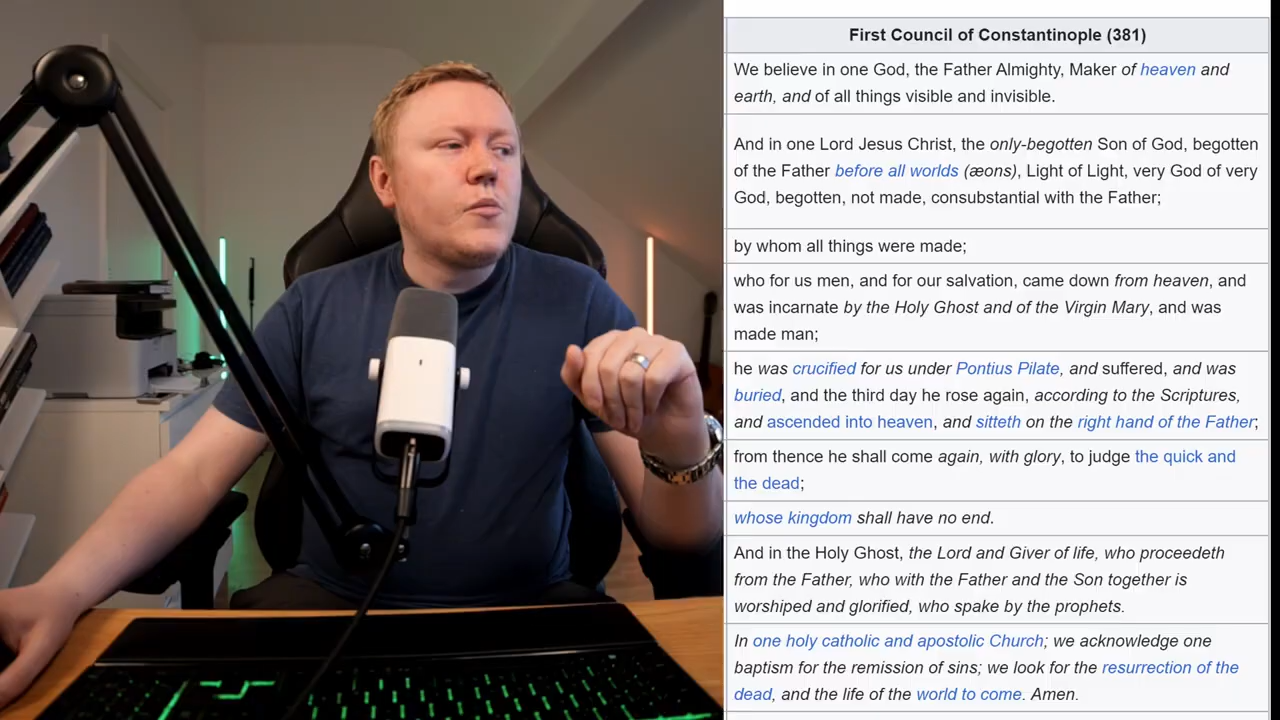 First Council of Constantinople (381)
We believe in one God, the Father Almighty, Maker of heaven and
earth, and of all things visible and invisible.
And in one Lord Jesus Christ, the only-begotten Son of God, begotten
of the Father before all worlds (æons), Light of Light, very God of very
God, begotten, not made, consubstantial with the Father;
by whom all things were made;
who for us men, and for our salvation, came down from heaven, and
was incarnate by the Holy Ghost and of the Virgin Mary, and was
made man;
he was crucified for us under Pontius Pilate, and suffered, and was
buried, and the third day he rose again, according to the Scriptures,
and ascended into heaven, and sitteth on the right hand of the Father;
from thence he shall come again, with glory, to judge the quick and
the dead;
whose kingdom shall have no end.
And in the Holy Ghost, the Lord and Giver of life, who proceedeth
from the Father, who with the Father and the Son together is
worshiped and glorified, who spake by the prophets.
In one holy catholic and apostolic Church; we acknowledge one
baptism for the remission of sins; we look for the resurrection of the
dead, and the life of the world to come. Amen.